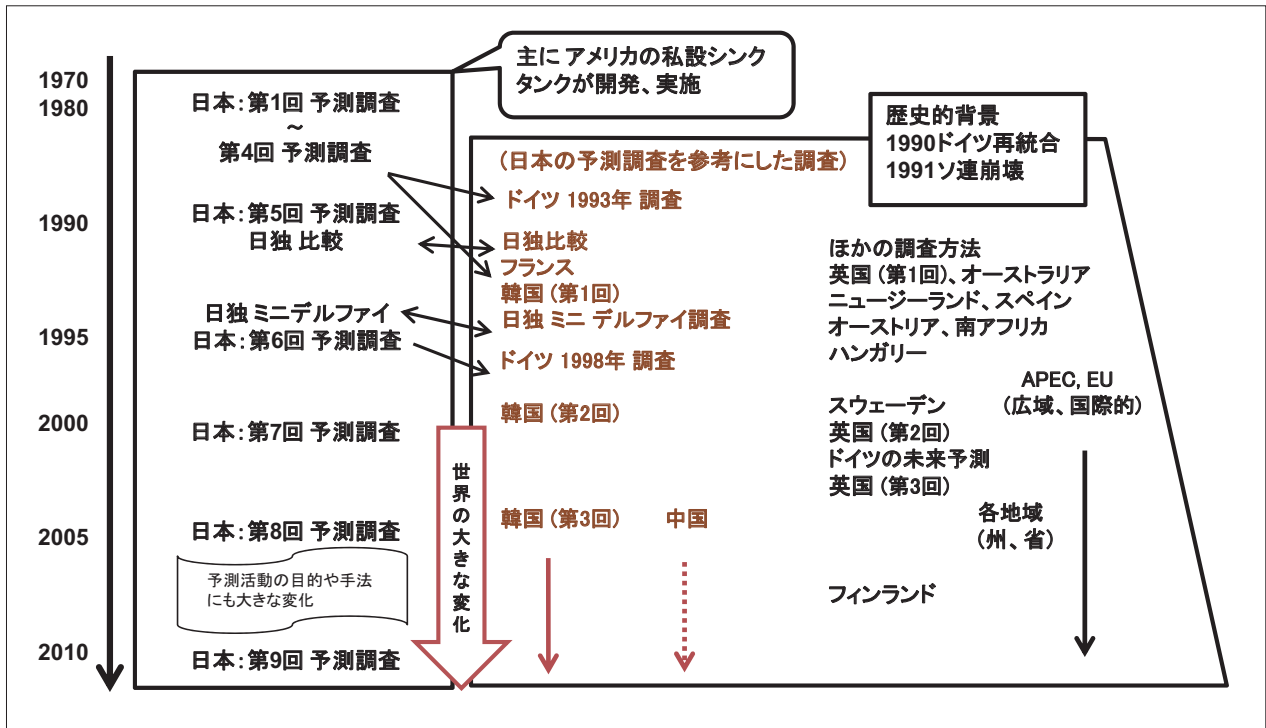 主に アメリカの私設シンク
タンクが開発、実施
1970
1980
1990
1995
2000
2005
2010
日本：第1回 予測調査
～
第4回 予測調査
日本：第5回 予測調査
日独 比較
日独 ミニデルファイ
日本：第6回 予測調査
日本：第7回 予測調査
日本：第8回 予測調査
予測活動の目的や手法
にも大きな変化
日本：第9回 予測調査
世界の大きな変化
歴史的背景
1990ドイツ再統合
1991ソ連崩壊
（日本の予測調査を参考にした調査）
ドイツ 1993年 調査
日独比較
フランス
韓国（第1回）
日独 ミニ デルファイ調査
ドイツ 1998年 調査
韓国（第2回）
韓国（第3回）
中国
ほかの調査方法
英国（第1回）、オーストラリア
ニュージーランド、スペイン
オーストリア、南アフリカ
ハンガリー
APEC, EU
（広域、国際的）
スウェーデン
英国（第2回）
ドイツの未来予測
英国（第3回）
各地域
（州、省）
フィンランド